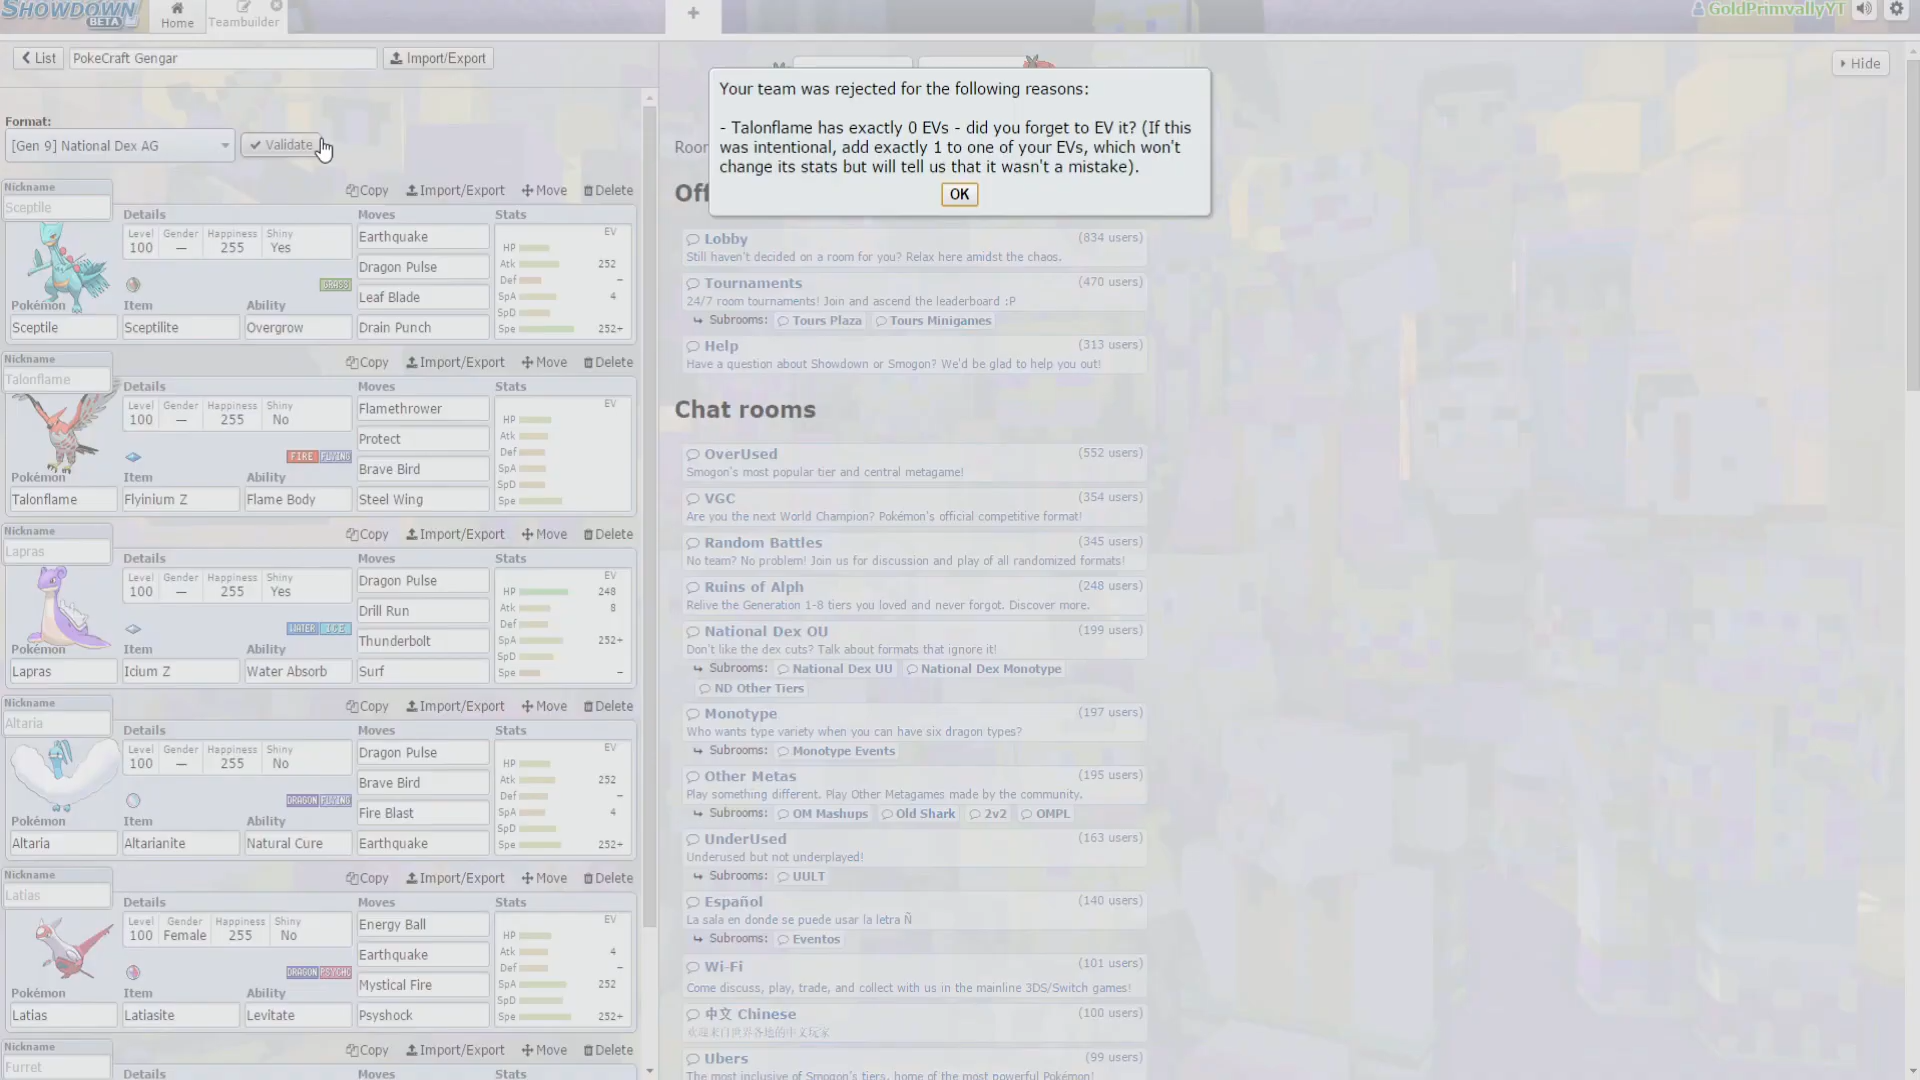 SHOWDOWN
BETA
Home
Teambuilder
+
GoldPrimvallyYT
List
PokeCraft Gengar
Import/Export
Hide
Format:
[Gen 9] National Dex AG
Validate
Your team was rejected for the following reasons:
- Talonflame has exactly 0 EVs - did you forget to EV it? (If this
was intentional, add exactly 1 to one of your EVs, which won't
change its stats but will tell us that it wasn't a mistake).
OK
Nickname
Copy Import/Export Move Delete
Sceptile
Details Moves Stats
Level Gender Happiness Shiny
100 — 255 Yes
Earthquake
Dragon Pulse
Leaf Blade
Drain Punch
EV
HP
Atk 252
Def –
SpA 4
SpD
Spe 252+
GRASS
Pokémon Item Ability
Sceptile Sceptilite Overgrow
Nickname
Copy Import/Export Move Delete
Talonflame
Details Moves Stats
Level Gender Happiness Shiny
100 — 255 No
Flamethrower
Protect
Brave Bird
Steel Wing
EV
HP
Atk
Def
SpA
SpD
Spe
FIRE FLYING
Pokémon Item Ability
Talonflame Flyinium Z Flame Body
Nickname
Copy Import/Export Move Delete
Lapras
Details Moves Stats
Level Gender Happiness Shiny
100 — 255 Yes
Dragon Pulse
Drill Run
Thunderbolt
Surf
EV
HP 248
Atk 8
Def
SpA 252+
SpD
Spe –
WATER ICE
Pokémon Item Ability
Lapras Icium Z Water Absorb
Nickname
Copy Import/Export Move Delete
Altaria
Details Moves Stats
Level Gender Happiness Shiny
100 — 255 No
Dragon Pulse
Brave Bird
Fire Blast
Earthquake
EV
HP
Atk 252
Def –
SpA 4
SpD
Spe 252+
DRAGON FLYING
Pokémon Item Ability
Altaria Altarianite Natural Cure
Nickname
Copy Import/Export Move Delete
Latias
Details Moves Stats
Level Gender Happiness Shiny
100 Female 255 No
Energy Ball
Earthquake
Mystical Fire
Psyshock
EV
HP
Atk 4
Def –
SpA 252
SpD
Spe 252+
DRAGON PSYCHC
Pokémon Item Ability
Latias Latiasite Levitate
Nickname
Copy Import/Export Move Delete
Furret
Details Moves Stats
Room
Off
Lobby (834 users)
Still haven't decided on a room for you? Relax here amidst the chaos.
Tournaments (470 users)
24/7 room tournaments! Join and ascend the leaderboard :P
Subrooms: Tours Plaza Tours Minigames
Help (313 users)
Have a question about Showdown or Smogon? We'd be glad to help you out!
Chat rooms
OverUsed (552 users)
Smogon's most popular tier and central metagame!
VGC (354 users)
Are you the next World Champion? Pokémon's official competitive format!
Random Battles (345 users)
No team? No problem! Join us for discussion and play of all randomized formats!
Ruins of Alph (248 users)
Relive the Generation 1-8 tiers you loved and never forgot. Discover more.
National Dex OU (199 users)
Don't like the dex cuts? Talk about formats that ignore it!
Subrooms: National Dex UU National Dex Monotype
ND Other Tiers
Monotype (197 users)
Who wants type variety when you can have six dragon types?
Subrooms: Monotype Events
Other Metas (195 users)
Play something different. Play Other Metagames made by the community.
Subrooms: OM Mashups Old Shark 2v2 OMPL
UnderUsed (163 users)
Underused but not underplayed!
Subrooms: UULT
Español (140 users)
La sala en donde se puede usar la letra Ñ
Subrooms: Eventos
Wi-Fi (101 users)
Come discuss, play, trade, and collect with us in the mainline 3DS/Switch games!
中文 Chinese (100 users)
欢迎来自世界各地的中文玩家
Ubers (99 users)
The most inclusive of Smogon's tiers, home of the most powerful Pokémon!